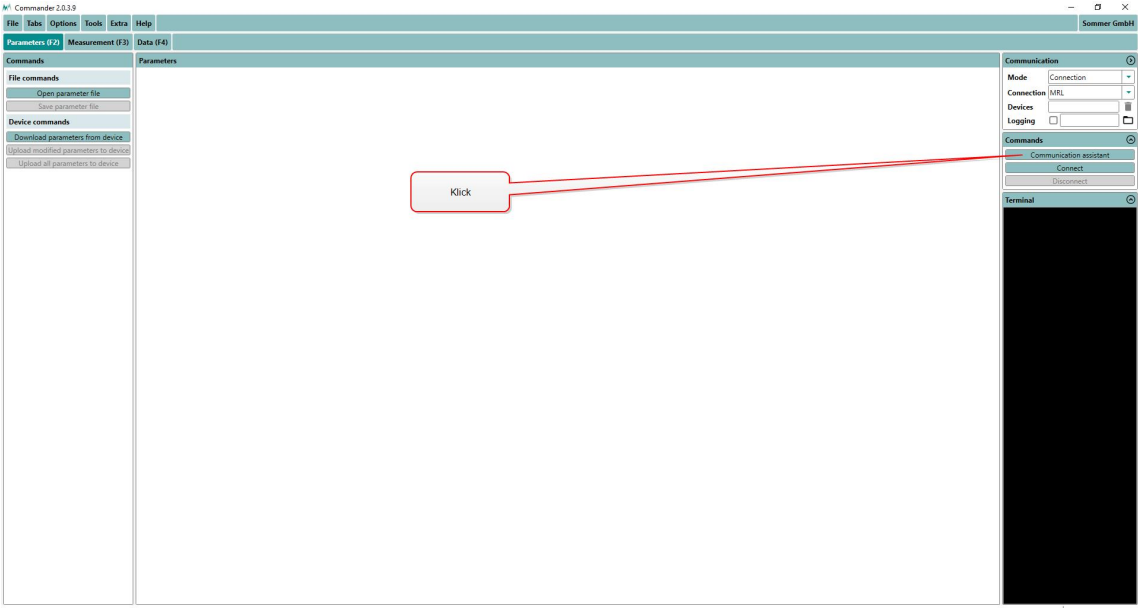 Commander 2.0.3.9
File Tabs Options Tools Extra Help
Sommer GmbH
Parameters (F2) Measurement (F3) Data (F4)
Commands
File commands
Open parameter file
Save parameter file
Device commands
Download parameters from device
Upload modified parameters to device
Upload all parameters to device
Parameters
Klick
Communication
Mode Connection
Connection MRL
Devices
Logging
Commands
Communication assistant
Connect
Disconnect
Terminal